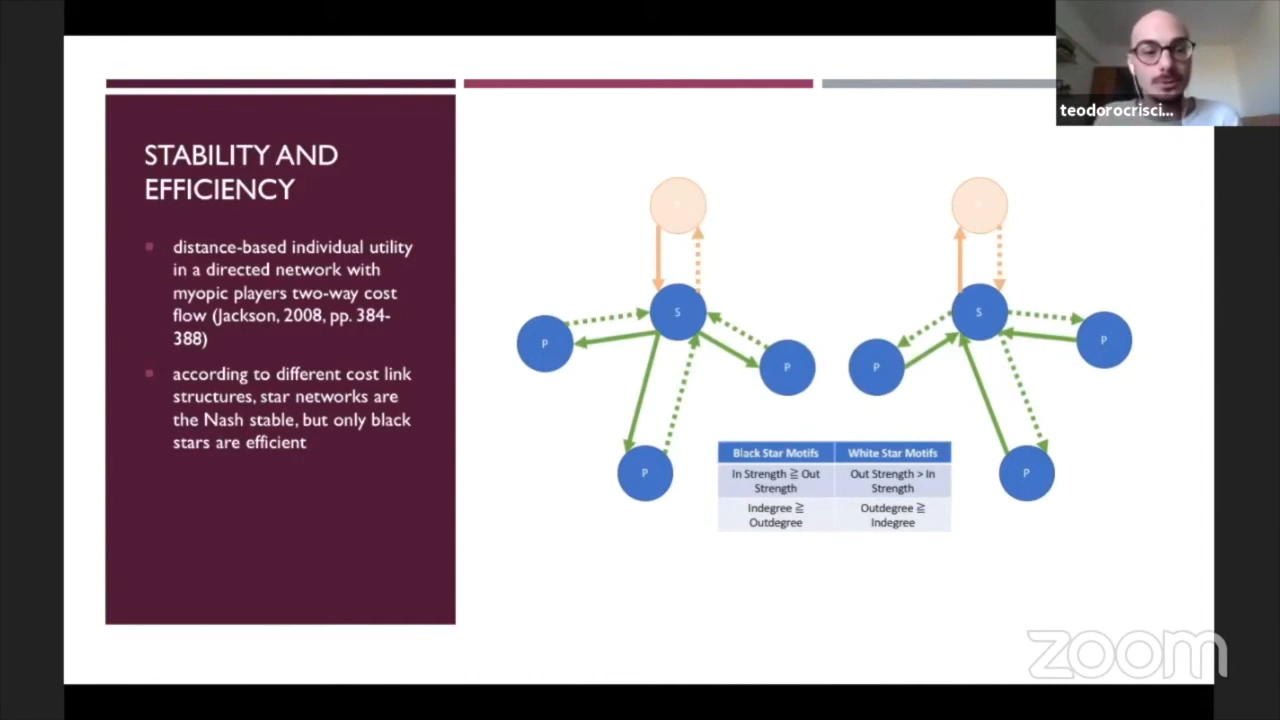 teodorocrisci...
STABILITY AND
EFFICIENCY
distance-based individual utility
in a directed network with
myopic players two-way cost
flow (Jackson, 2008, pp. 384-
388)
according to different cost link
structures, star networks are
the Nash stable, but only black
stars are efficient
S
P
P
P
S
P
P
P
Black Star Motifs
White Star Motifs
In Strength ≧ Out
Strength
Out Strength > In
Strength
Indegree ≧
Outdegree
Outdegree ≧
Indegree
zoom